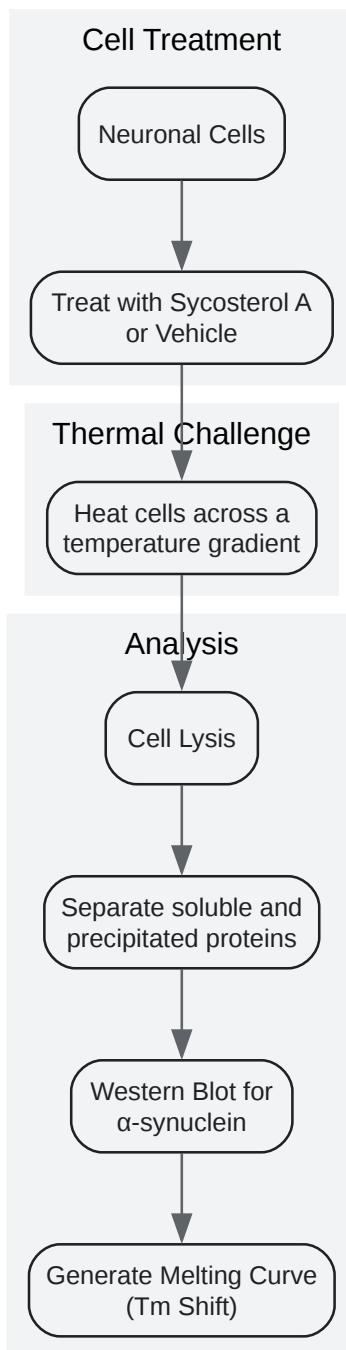 Cell Treatment
Neuronal Cells
Treat with Sycosterol A
or Vehicle
Thermal Challenge
Heat cells across a
temperature gradient
Analysis
Cell Lysis
Separate soluble and
precipitated proteins
Western Blot for
α-synuclein
Generate Melting Curve
(Tm Shift)